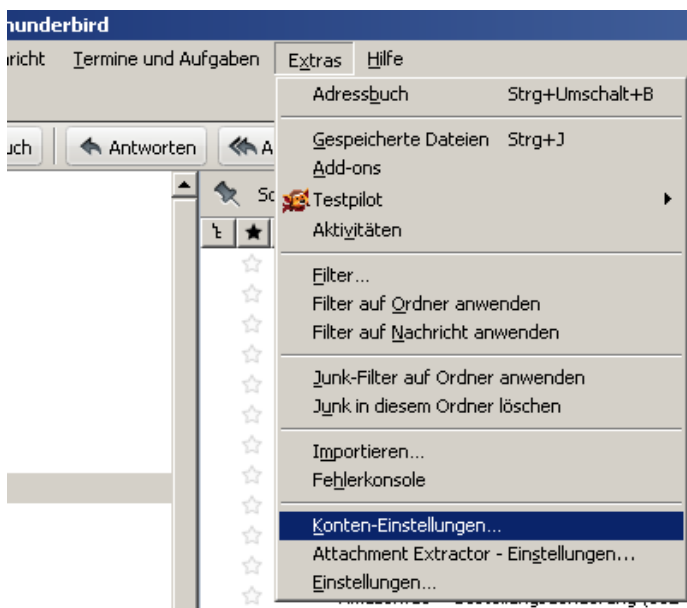 hunderbird
richt Termine und Aufgaben Extras Hilfe
Adressbuch Strg+Umschalt+B
uch Antworten A
Gespeicherte Dateien Strg+J
Add-ons
Testpilot
Aktivitäten
Filter...
Filter auf Ordner anwenden
Filter auf Nachricht anwenden
Junk-Filter auf Ordner anwenden
Junk in diesem Ordner löschen
Importieren...
Fehlerkonsole
Konten-Einstellungen...
Attachment Extractor - Einstellungen...
Einstellungen...